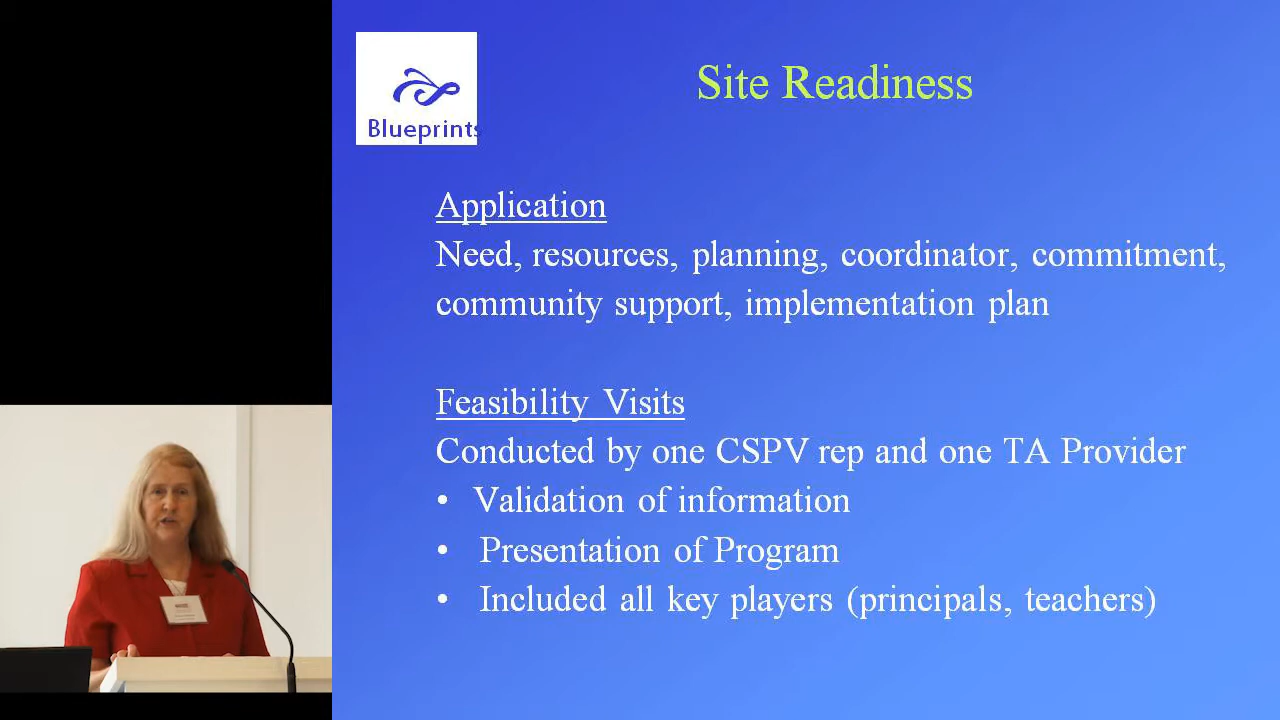 Blueprints
Site Readiness
Application
Need, resources, planning, coordinator, commitment,
community support, implementation plan
Feasibility Visits
Conducted by one CSPV rep and one TA Provider
• Validation of information
• Presentation of Program
• Included all key players (principals, teachers)